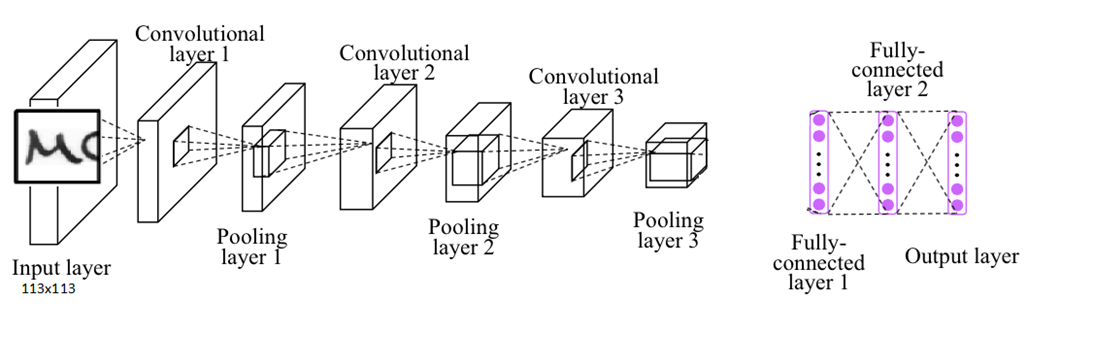 Convolutional
layer 1
Convolutional
layer 2
Convolutional
layer 3
Fully-
connected
layer 2
MC
Pooling
layer 1
Pooling
layer 2
Pooling
layer 3
Input layer
113x113
Fully-
connected
layer 1
Output layer